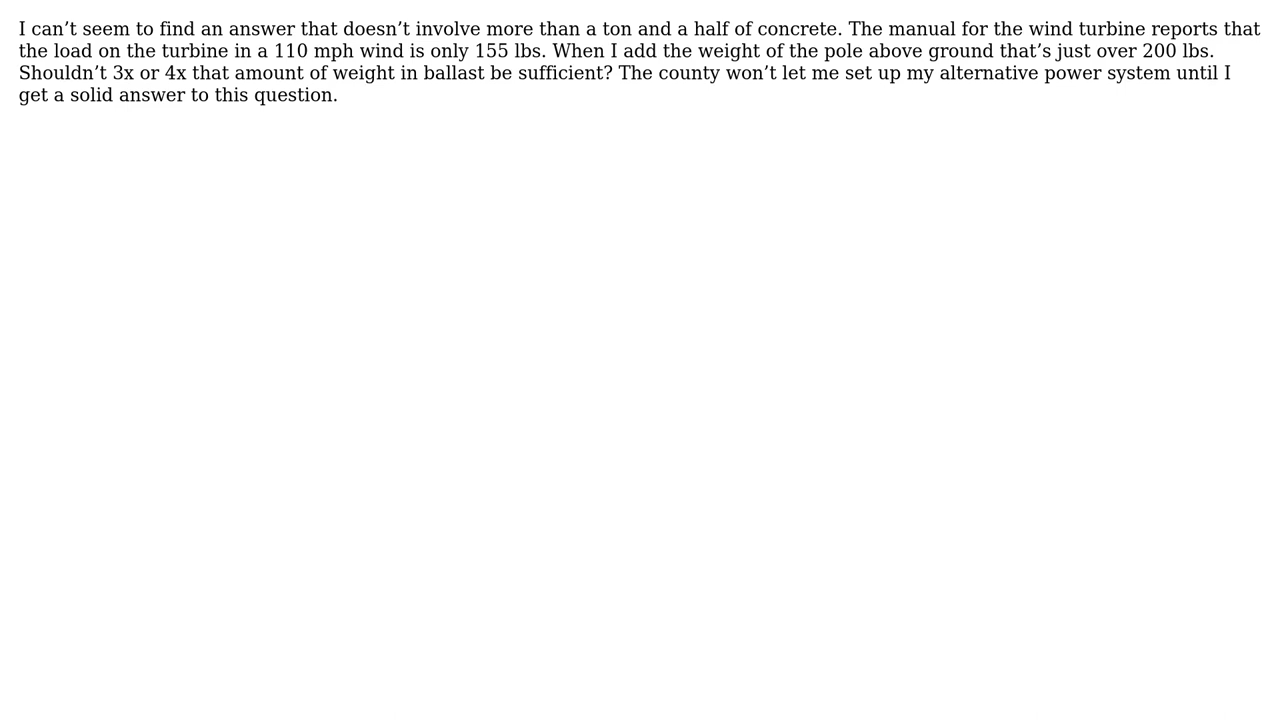 I can’t seem to find an answer that doesn’t involve more than a ton and a half of concrete. The manual for the wind turbine reports that
the load on the turbine in a 110 mph wind is only 155 lbs. When I add the weight of the pole above ground that’s just over 200 lbs.
Shouldn’t 3x or 4x that amount of weight in ballast be sufficient? The county won’t let me set up my alternative power system until I
get a solid answer to this question.